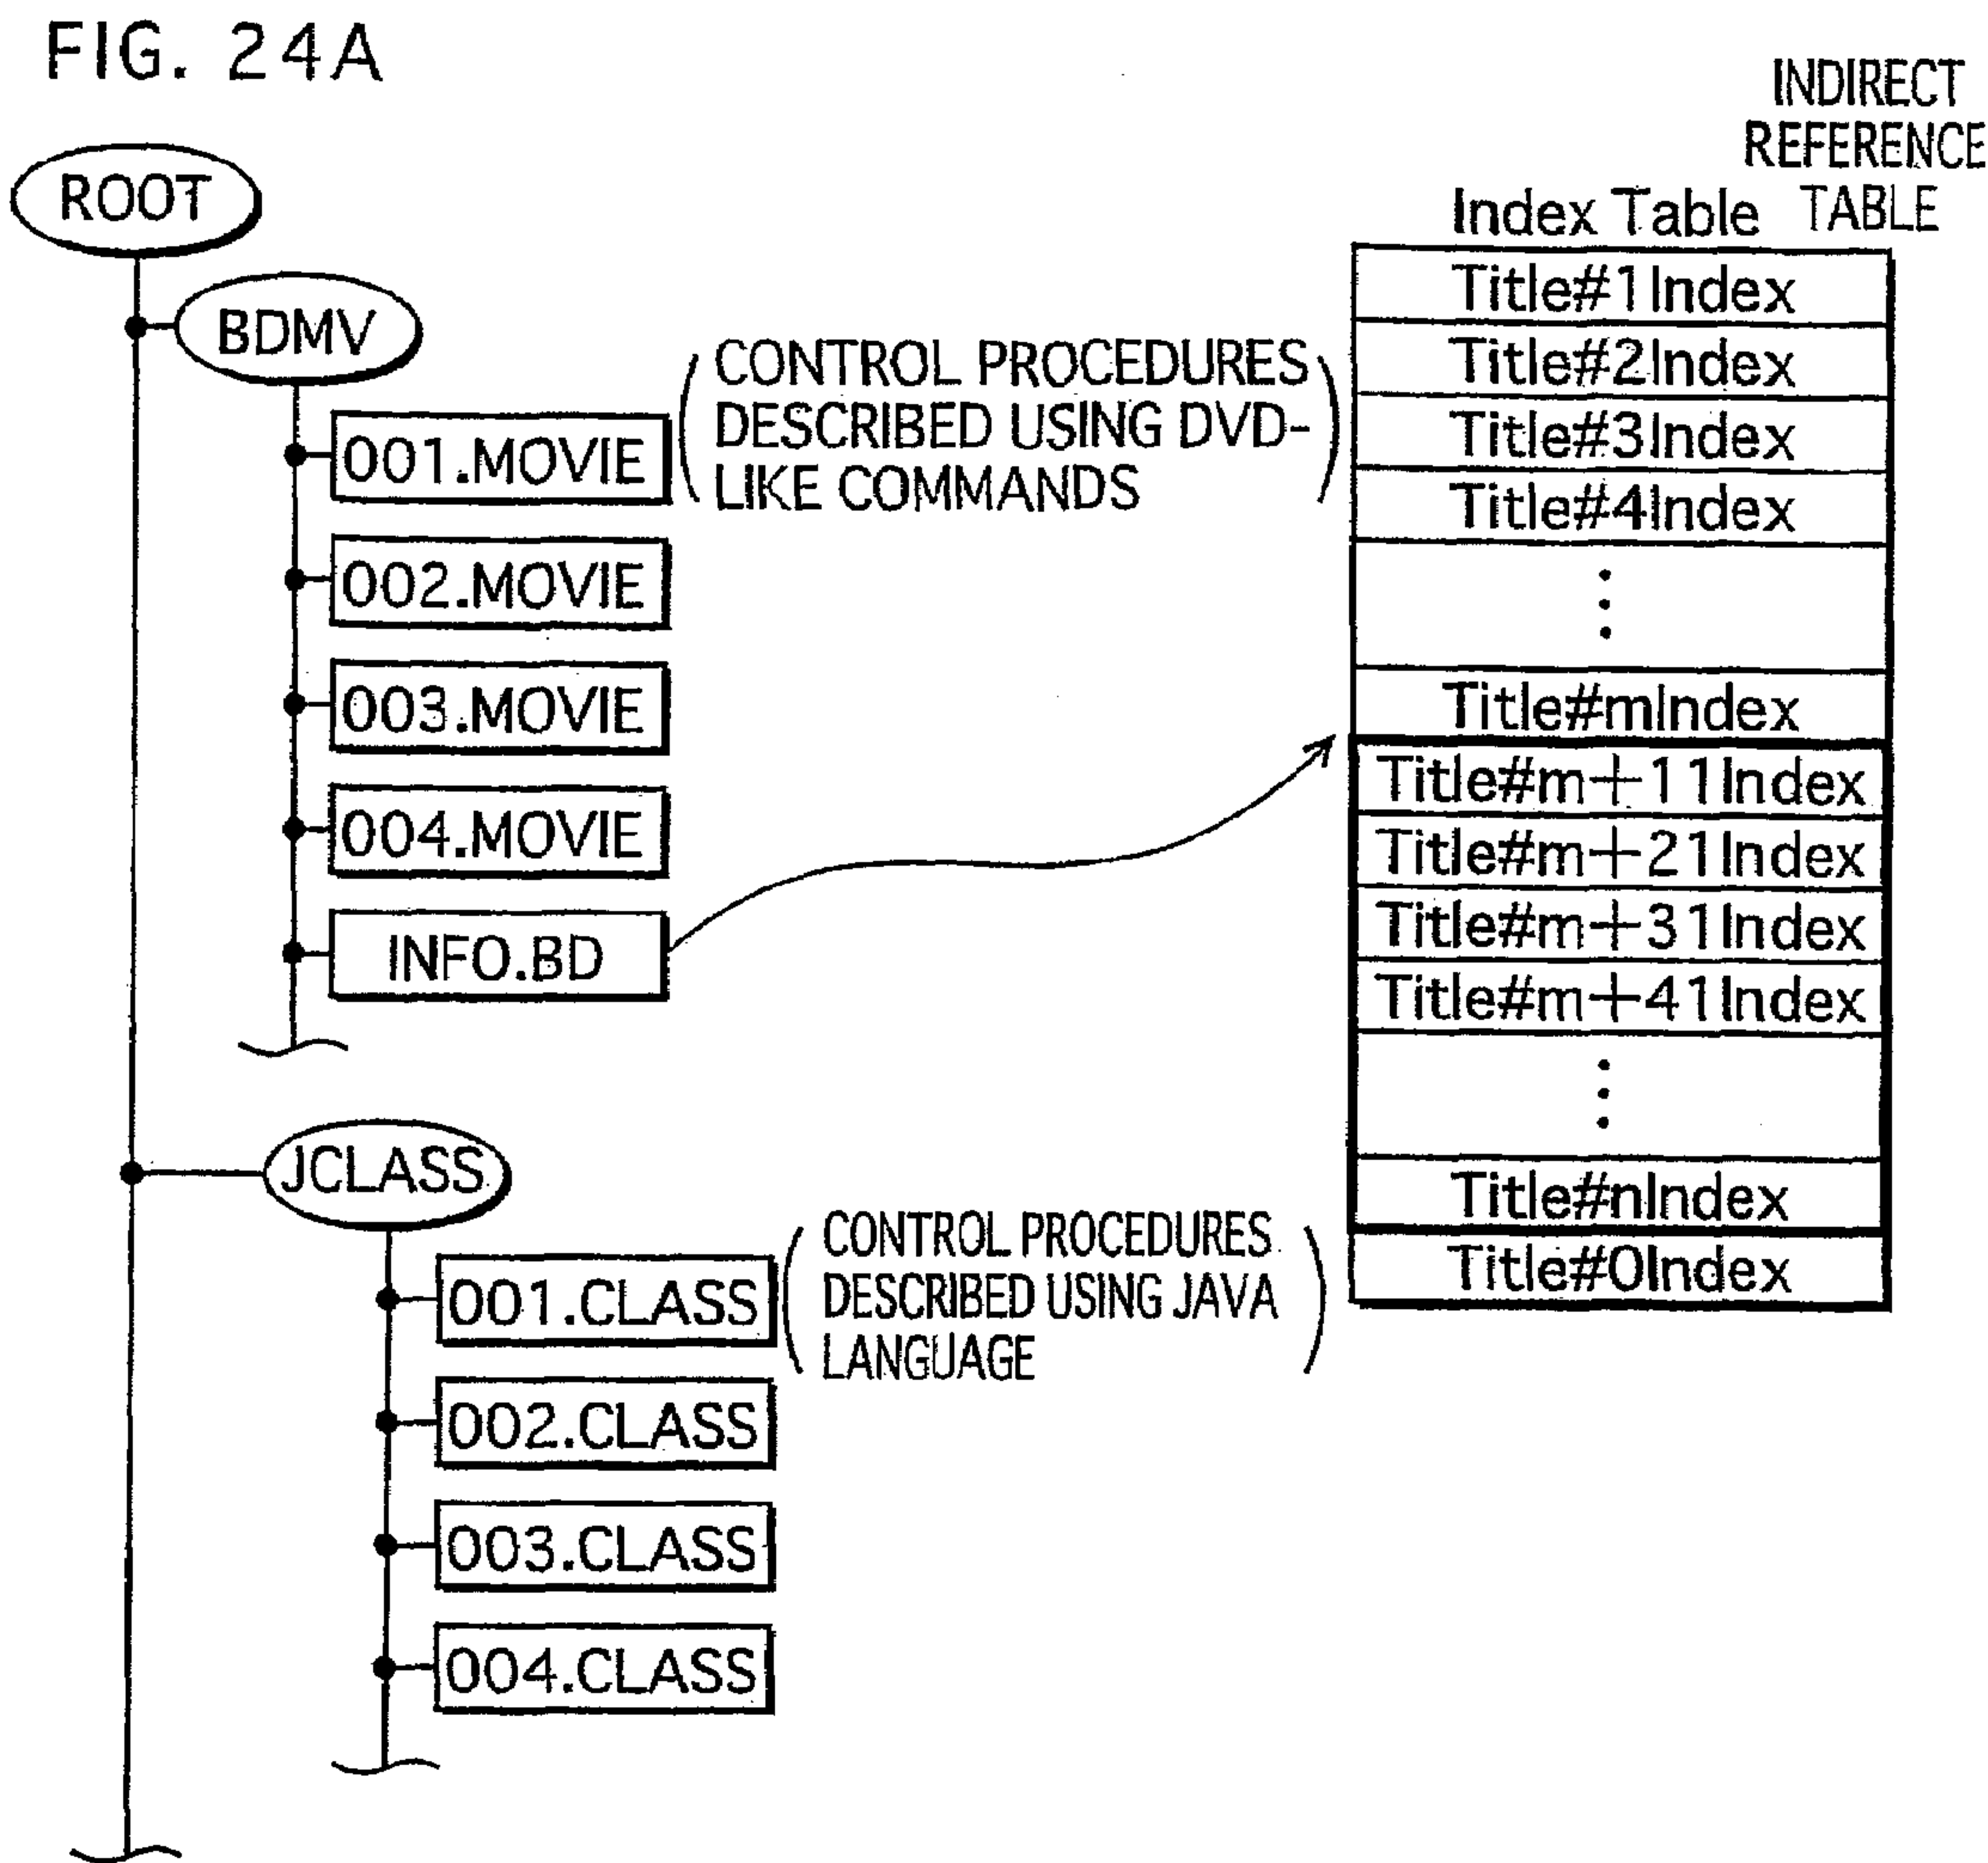 FIG. 24A
ROOT
BDMV
001.MOVIE
(CONTROL PROCEDURES
DESCRIBED USING DVD-
LIKE COMMANDS)
002.MOVIE
003.MOVIE
004.MOVIE
INFO.BD
JCLASS
001.CLASS
(CONTROL PROCEDURES
DESCRIBED USING JAVA
LANGUAGE)
002.CLASS
003.CLASS
004.CLASS
INDIRECT
REFERENCE
TABLE
Index Table
Title#1Index
Title#2Index
Title#3Index
Title#4Index
⋮
Title#mIndex
Title#m+11Index
Title#m+21Index
Title#m+31Index
Title#m+41Index
⋮
Title#nIndex
Title#0Index